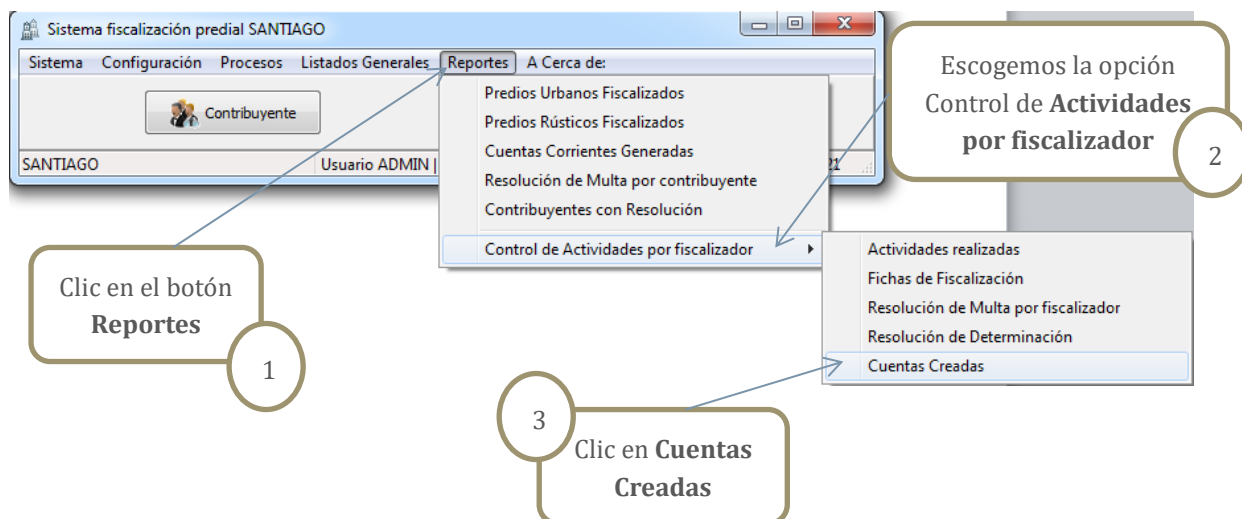 Sistema fiscalización predial SANTIAGO
Sistema Configuración Procesos Listados Generales Reportes A Cerca de:
Contribuyente
SANTIAGO Usuario ADMIN | 21
Predios Urbanos Fiscalizados
Predios Rústicos Fiscalizados
Cuentas Corrientes Generadas
Resolución de Multa por contribuyente
Contribuyentes con Resolución
Control de Actividades por fiscalizador
Actividades realizadas
Fichas de Fiscalización
Resolución de Multa por fiscalizador
Resolución de Determinación
Cuentas Creadas
Clic en el botón
Reportes
1
Escogemos la opción
Control de Actividades
por fiscalizador
2
3
Clic en Cuentas
Creadas